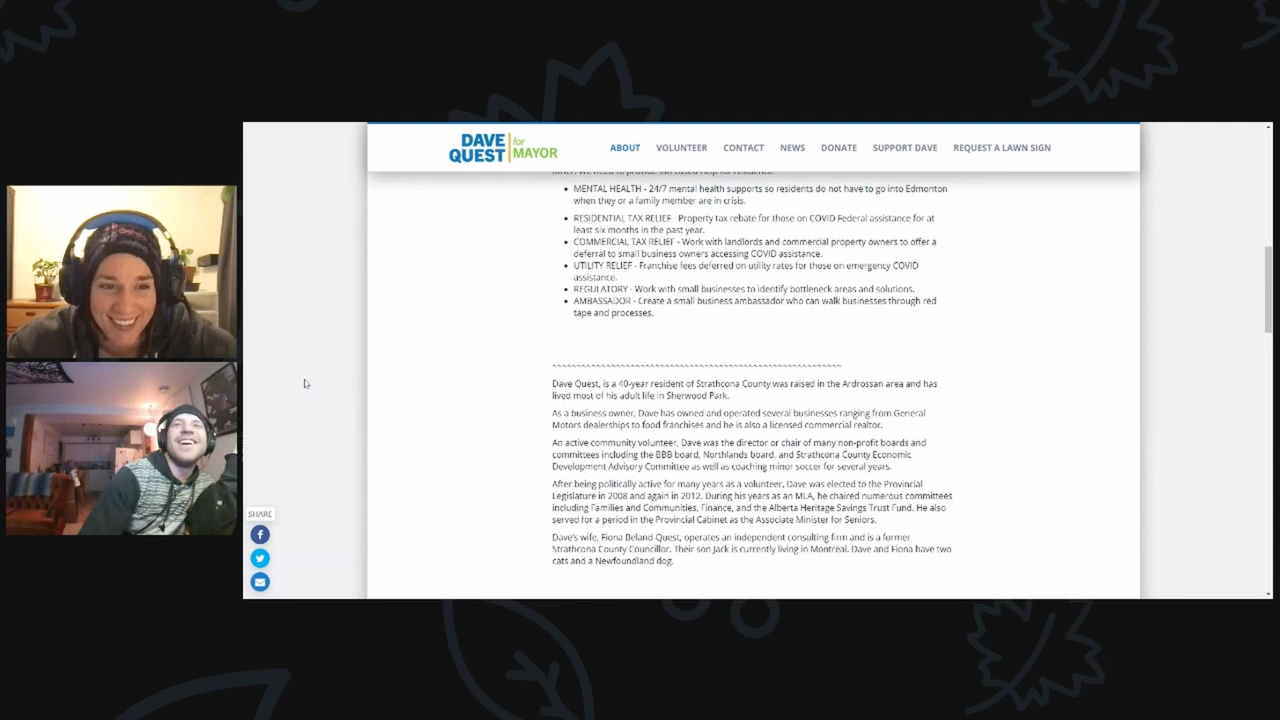 DAVE QUEST for MAYOR
ABOUT VOLUNTEER CONTACT NEWS DONATE SUPPORT DAVE REQUEST A LAWN SIGN
other, we need to provide increased help for residents.
MENTAL HEALTH - 24/7 mental health supports so residents do not have to go into Edmonton
when they or a family member are in crisis.
RESIDENTIAL TAX RELIEF - Property tax rebate for those on COVID Federal assistance for at
least six months in the past year.
COMMERCIAL TAX RELIEF - Work with landlords and commercial property owners to offer a
deferral to small business owners accessing COVID assistance.
UTILITY RELIEF - Franchise fees deferred on utility rates for those on emergency COVID
assistance.
REGULATORY - Work with small businesses to identify bottleneck areas and solutions.
AMBASSADOR - Create a small business ambassador who can walk businesses through red
tape and processes.
~~~~~~~~~~~~~~~~~~~~~~~~~~~~~~~~~~~~~~~~~~~~~~~~~~~~~~~~~~
Dave Quest, is a 40-year resident of Strathcona County was raised in the Ardrossan area and has
lived most of his adult life in Sherwood Park.
As a business owner, Dave has owned and operated several businesses ranging from General
Motors dealerships to food franchises and he is also a licensed commercial realtor.
An active community volunteer, Dave was the director or chair of many non-profit boards and
committees including the BBB board, Northlands board, and Strathcona County Economic
Development Advisory Committee as well as coaching minor soccer for several years.
After being politically active for many years as a volunteer, Dave was elected to the Provincial
Legislature in 2008 and again in 2012. During his years as an MLA, he chaired numerous committees
including Families and Communities, Finance, and the Alberta Heritage Savings Trust Fund. He also
served for a period in the Provincial Cabinet as the Associate Minister for Seniors.
Dave's wife, Fiona Beland-Quest, operates an independent consulting firm and is a former
Strathcona County Councillor. Their son Jack is currently living in Montreal. Dave and Fiona have two
cats and a Newfoundland dog.
SHARE